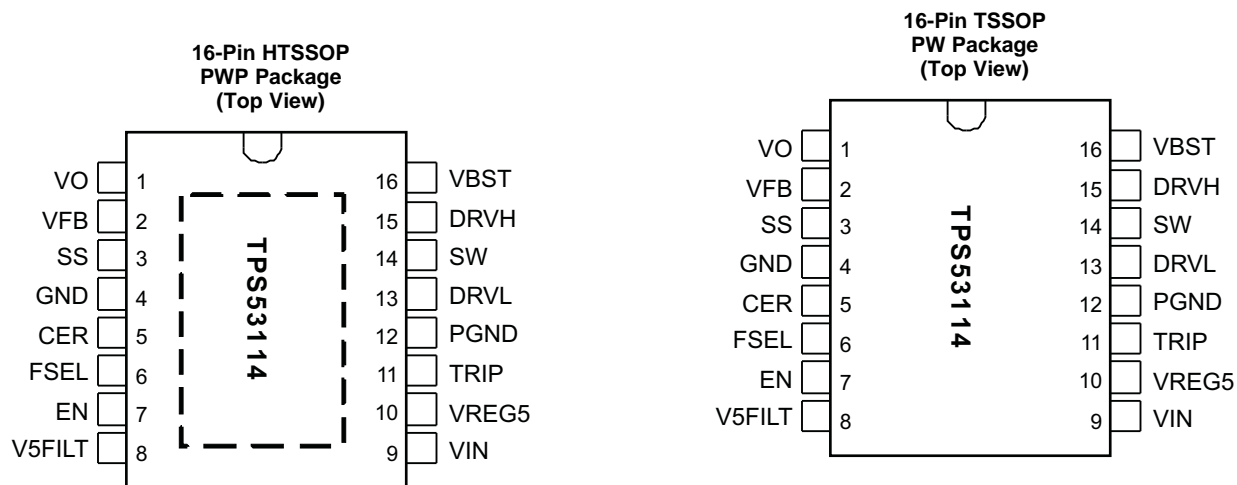 16-Pin HTSSOP
PWP Package
(Top View)
VO 1 16 VBST
VFB 2 15 DRVH
SS 3 14 SW
GND 4 13 DRVL
CER 5 12 PGND
FSEL 6 11 TRIP
EN 7 10 VREG5
V5FILT 8 9 VIN
TPS53114
16-Pin TSSOP
PW Package
(Top View)
VO 1 16 VBST
VFB 2 15 DRVH
SS 3 14 SW
GND 4 13 DRVL
CER 5 12 PGND
FSEL 6 11 TRIP
EN 7 10 VREG5
V5FILT 8 9 VIN
TPS53114